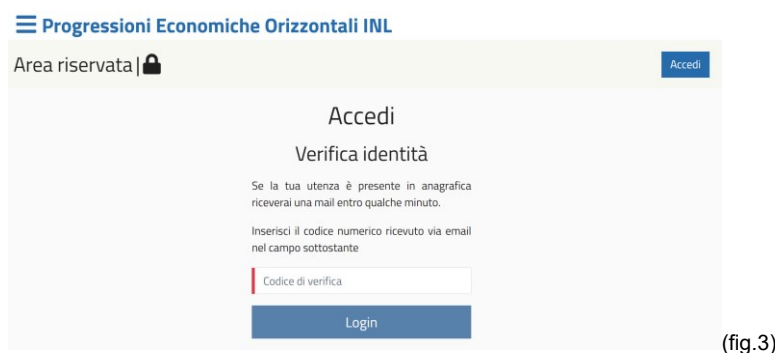 Progressioni Economiche Orizzontali INL
Area riservata |
Accedi
Accedi
Verifica identità
Se la tua utenza è presente in anagrafica
riceverai una mail entro qualche minuto.
Inserisci il codice numerico ricevuto via email
nel campo sottostante
Codice di verifica
Login
(fig.3)